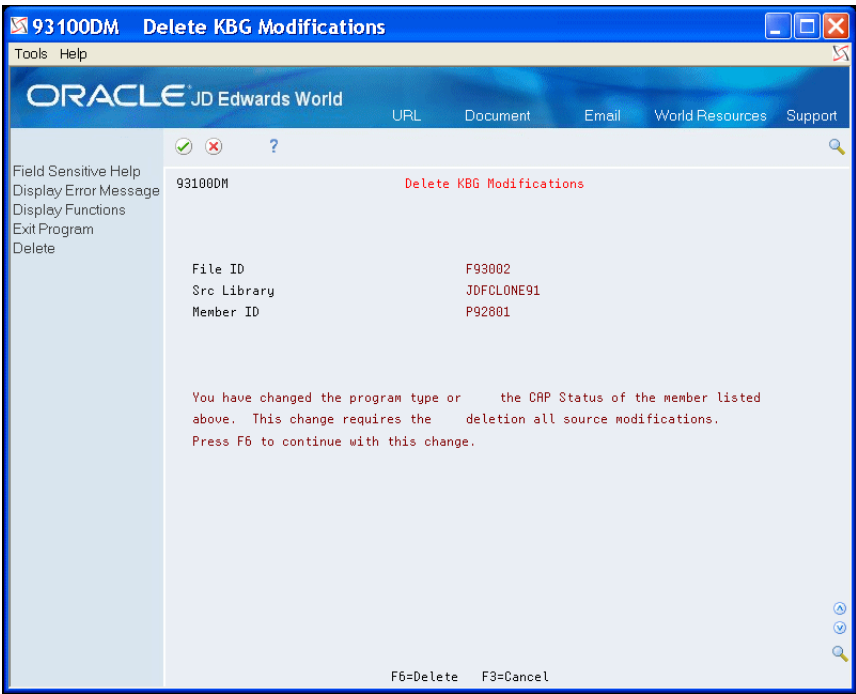 93100DM Delete KBG Modifications
Tools Help
ORACLE JD Edwards World
URL Document Email World Resources Support
?
Field Sensitive Help
Display Error Message
Display Functions
Exit Program
Delete
93100DM Delete KBG Modifications
File ID F93002
Src Library JDFCLONE91
Member ID P92801
You have changed the program type or the CAP Status of the member listed
above. This change requires the deletion all source modifications.
Press F6 to continue with this change.
F6=Delete F3=Cancel